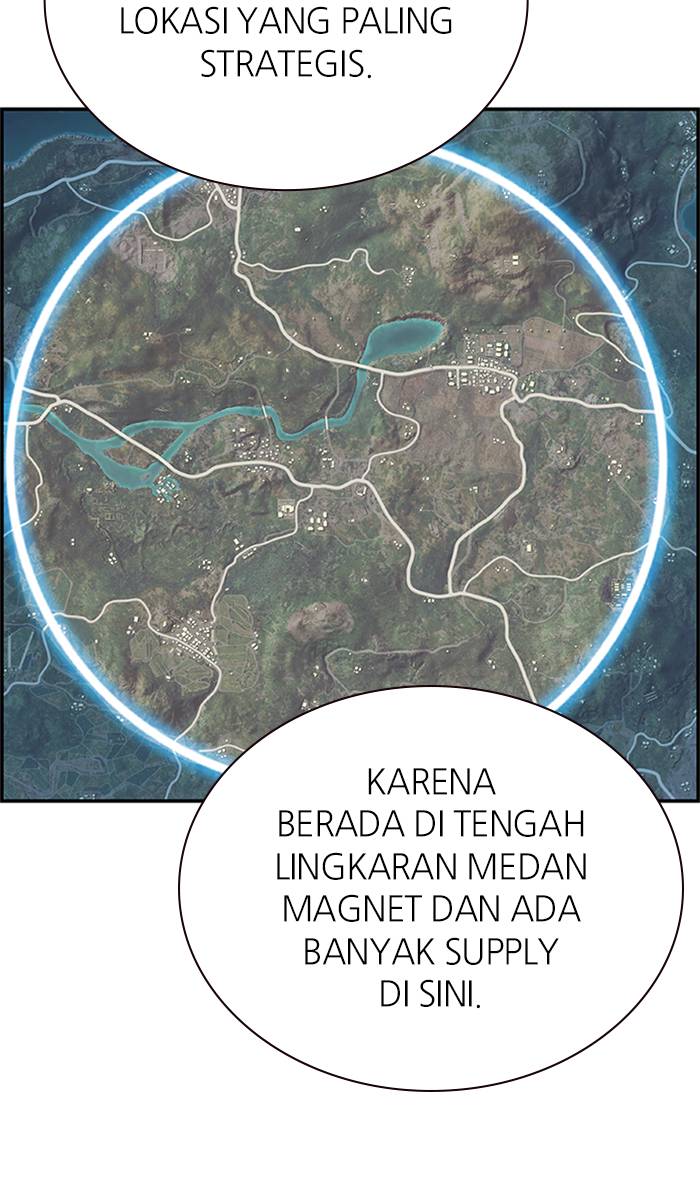 LOKASI YANG PALING
STRATEGIS.
KARENA
BERADA DI TENGAH
LINGKARAN MEDAN
MAGNET DAN ADA
BANYAK SUPPLY
DI SINI.